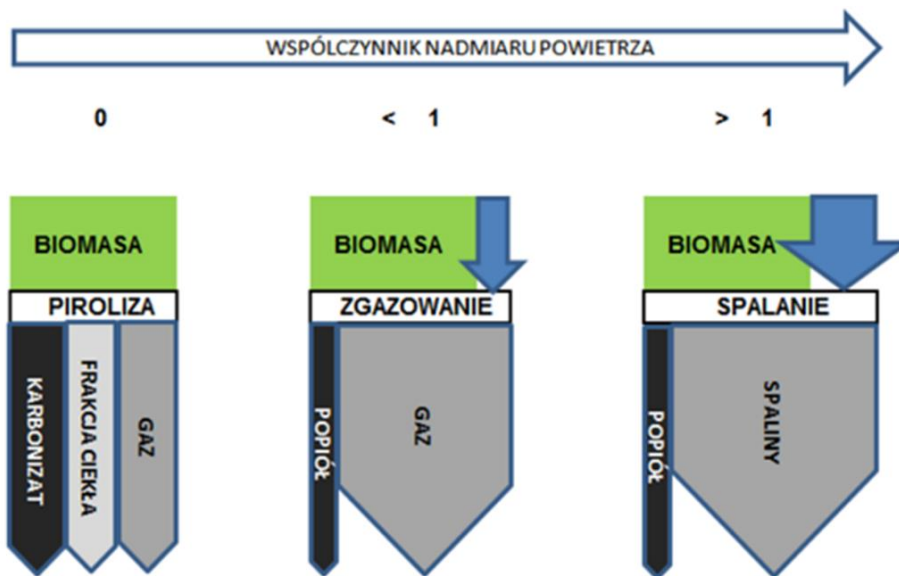 WSPÓLCZYNNIK NADMIARU POWIETRZA
0
< 1
> 1
BIOMASA
BIOMASA
BIOMASA
PIROLIZA
ZGAZOWANIE
SPALANIE
KARBONIZAT
FRAKCJA CIEKŁA
GAZ
POPIÓŁ
GAZ
POPIÓŁ
SPALINY